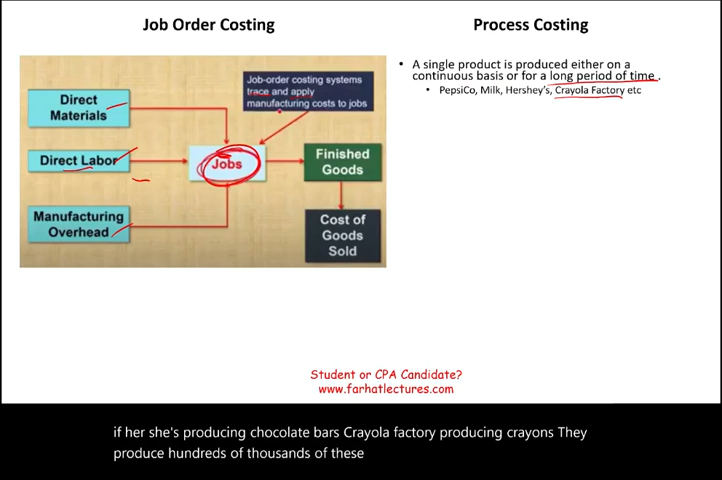 Job Order Costing
Process Costing
Job-order costing systems
trace and apply
manufacturing costs to jobs
Direct
Materials
Direct Labor
Manufacturing
Overhead
Jobs
Finished
Goods
Cost of
Goods
Sold
• A single product is produced either on a
continuous basis or for a long period of time .
• PepsiCo, Milk, Hershey's, Crayola Factory etc
Student or CPA Candidate?
www.farhatlectures.com
if her she's producing chocolate bars Crayola factory producing crayons They
produce hundreds of thousands of these